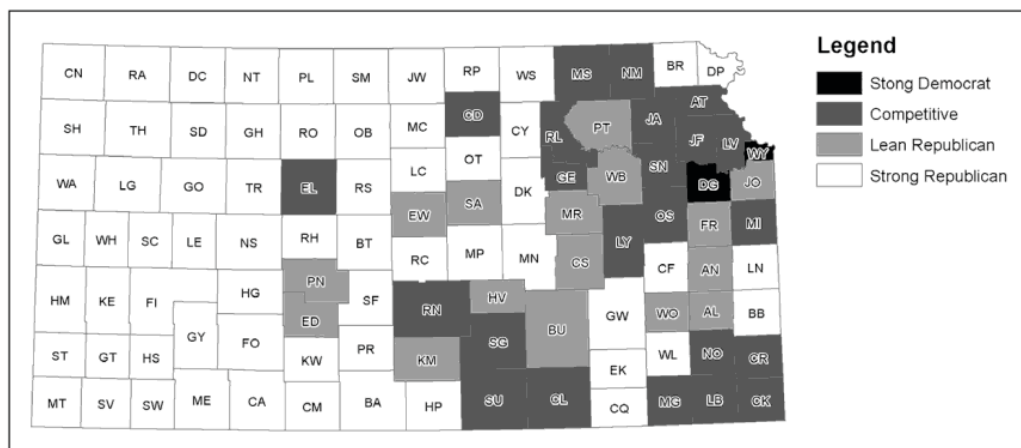 CN RA DC NT PL SM JW RP WS MS NM BR DP
SH TH SD GH RO OB MC CD CY RL PT JA AT
JF LV WY
WA LG GO TR EL RS LC OT DK GE WB SN DG JO
EW SA MR OS FR MI
GL WH SC LE NS RH BT RC MP MN CS LY CF AN LN
HM KE FI HG PN SF RN HV GW WO AL BB
GY ED BU
ST GT HS FO KW PR KM SG EK WL NO CR
MT SV SW ME CA CM BA HP SU CL CQ MG LB CK
Legend
Stong Democrat
Competitive
Lean Republican
Strong Republican